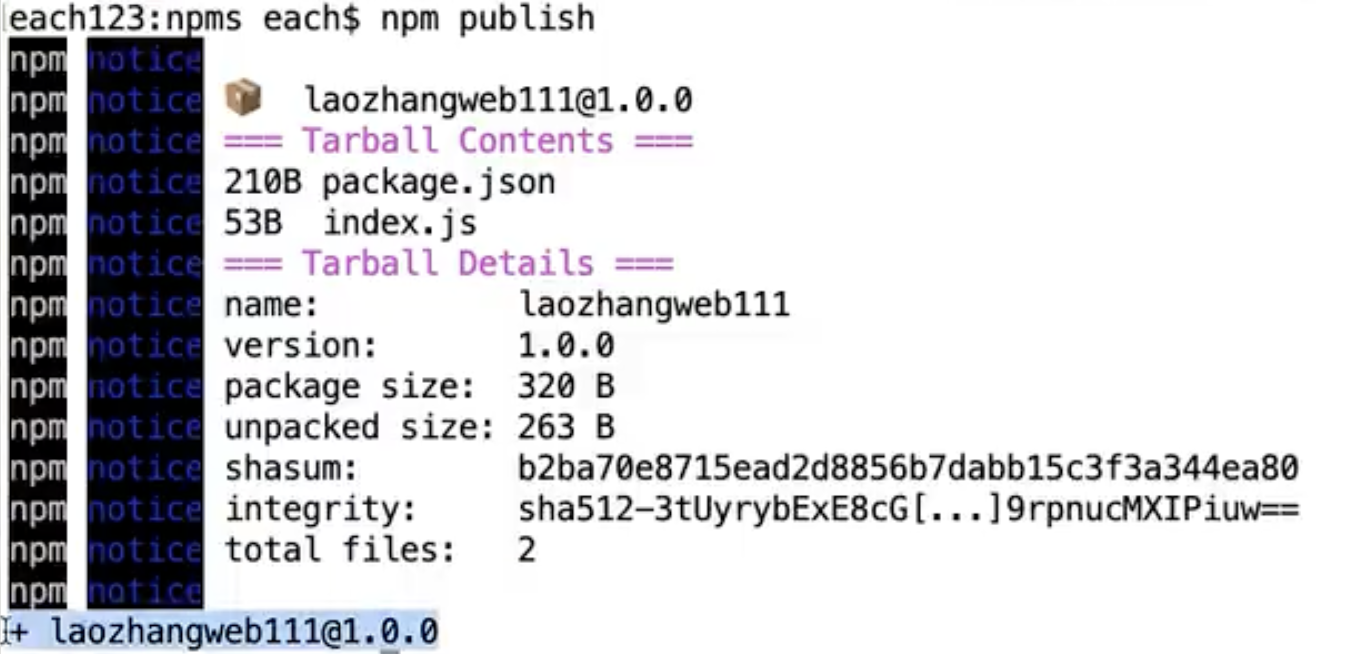 each123:npms each$ npm publish
npm notice
npm notice 📦  laozhangweb111@1.0.0
npm notice === Tarball Contents ===
npm notice 210B package.json
npm notice 53B  index.js
npm notice === Tarball Details ===
npm notice name:          laozhangweb111
npm notice version:       1.0.0
npm notice package size:  320 B
npm notice unpacked size: 263 B
npm notice shasum:        b2ba70e8715ead2d8856b7dabb15c3f3a344ea80
npm notice integrity:     sha512-3tUyrybExE8cG[...]9rpnucMXIPiuw==
npm notice total files:   2
npm notice
+ laozhangweb111@1.0.0